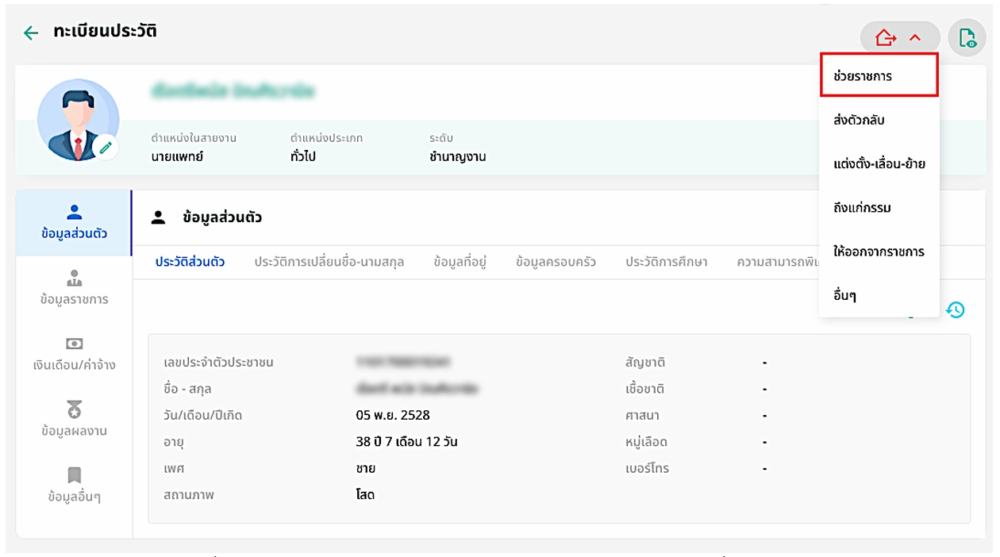 ทะเบียนประวัติ
ช่วยราชการ
ส่งตัวกลับ
แต่งตั้ง-เลื่อน-ย้าย
ถึงแก่กรรม
ให้ออกจากราชการ
อื่นๆ
ตำแหน่งในสายงาน ตำแหน่งประเภท ระดับ
นายแพทย์ ทั่วไป ชำนาญงาน
ข้อมูลส่วนตัว
ข้อมูลราชการ
เงินเดือน/ค่าจ้าง
ข้อมูลผลงาน
ข้อมูลอื่นๆ
ข้อมูลส่วนตัว
ประวัติส่วนตัว ประวัติการเปลี่ยนชื่อ-นามสกุล ข้อมูลที่อยู่ ข้อมูลครอบครัว ประวัติการศึกษา
เลขประจำตัวประชาชน สัญชาติ -
ชื่อ - สกุล เชื้อชาติ -
วัน/เดือน/ปีเกิด 05 พ.ย. 2528 ศาสนา -
อายุ 38 ปี 7 เดือน 12 วัน หมู่เลือด -
เพศ ชาย เบอร์โทร -
สถานภาพ โสด